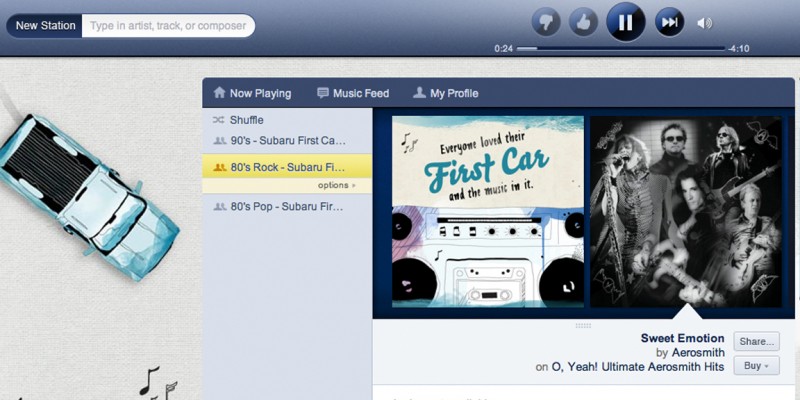 New Station
Type in artist, track, or composer
0:24
-4:10
Now Playing
Music Feed
My Profile
Shuffle
90's - Subaru First Ca...
80's Rock - Subaru Fi...
options
80's Pop - Subaru Fir...
Everyone loved their
First Car
and the music in it.
Sweet Emotion
by Aerosmith
on O, Yeah! Ultimate Aerosmith Hits
Share...
Buy